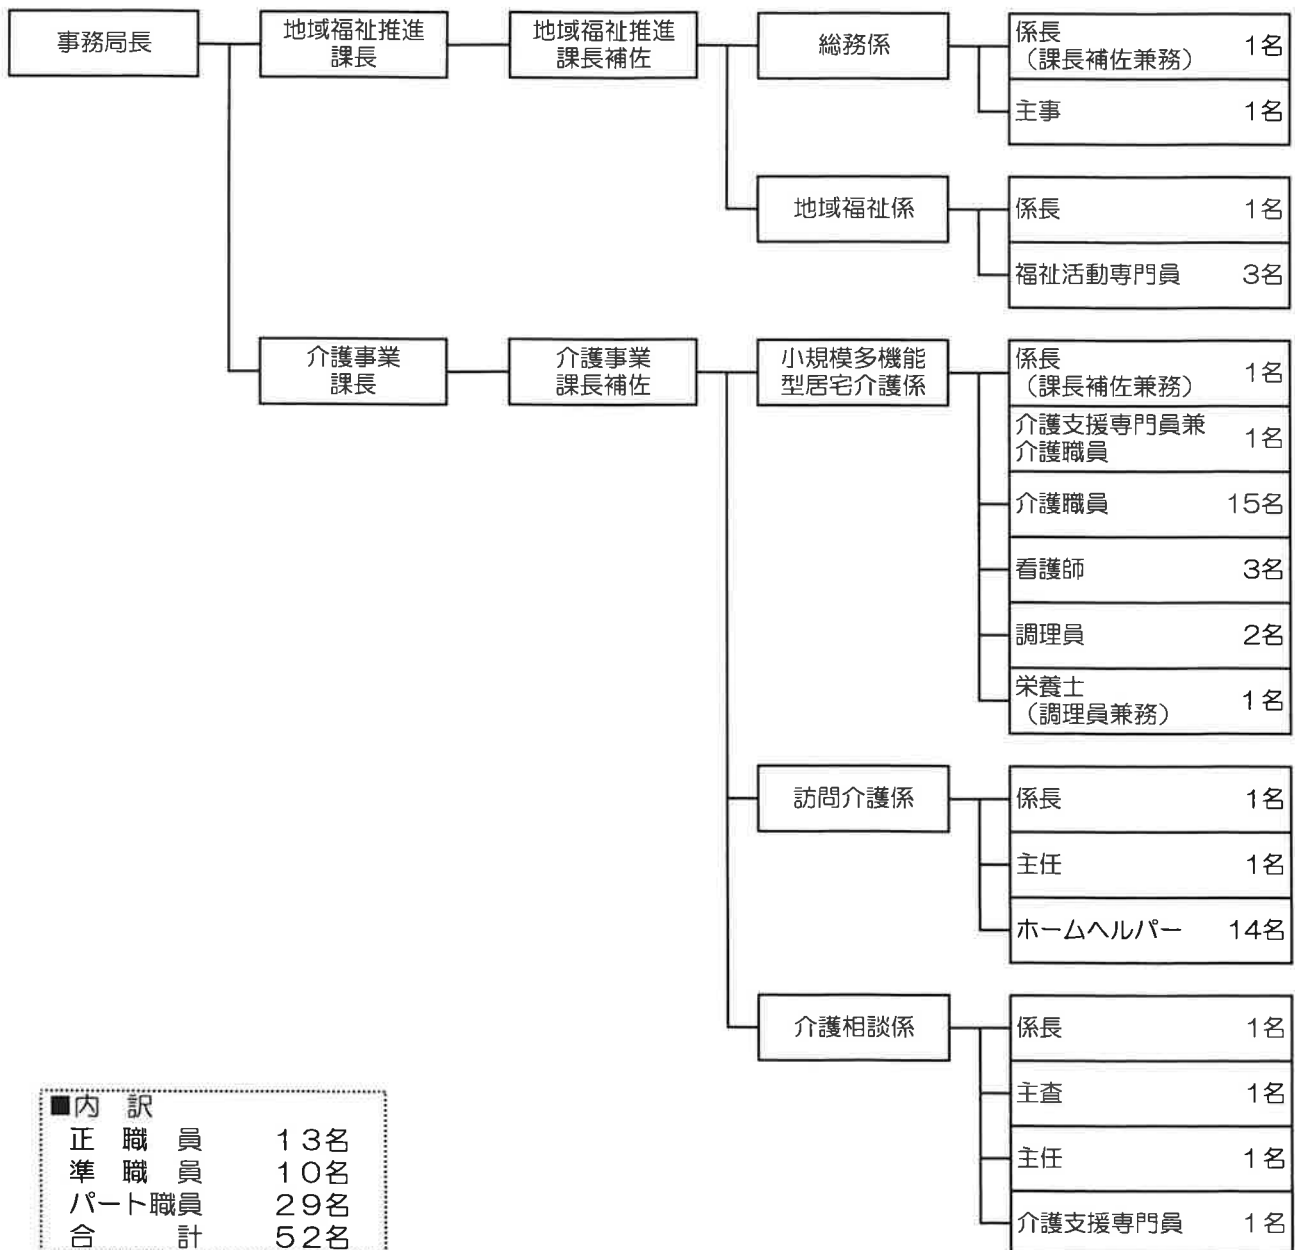 事務局長
地域福祉推進
課長
地域福祉推進
課長補佐
総務係
係長
（課長補佐兼務） 1名
主事 1名
地域福祉係
係長 1名
福祉活動専門員 3名
介護事業
課長
介護事業
課長補佐
小規模多機能
型居宅介護係
係長
（課長補佐兼務） 1名
介護支援専門員兼
介護職員 1名
介護職員 15名
看護師 3名
調理員 2名
栄養士
（調理員兼務） 1名
訪問介護係
係長 1名
主任 1名
ホームヘルパー 14名
介護相談係
係長 1名
主査 1名
主任 1名
介護支援専門員 1名
■内 訳
正 職 員 13名
準 職 員 10名
パート職員 29名
合 計 52名